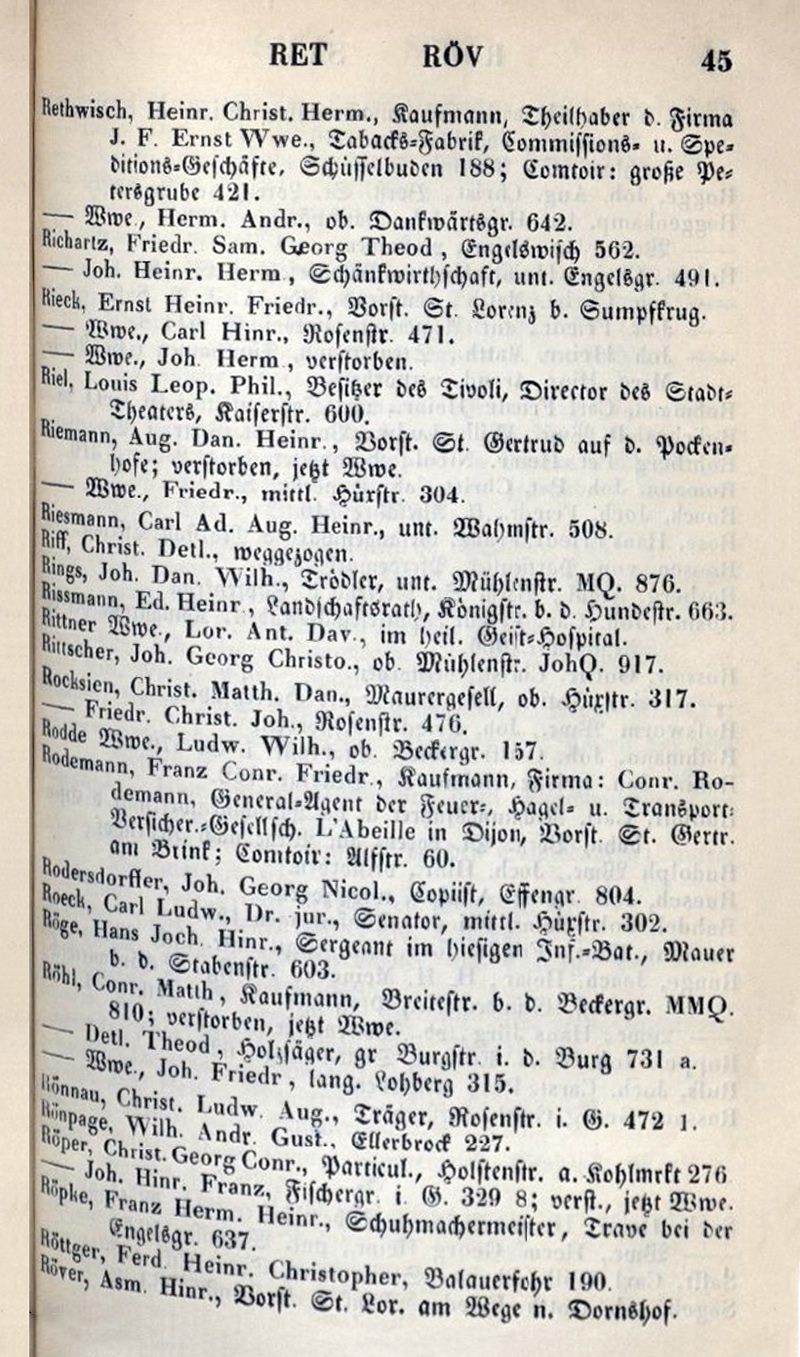 RET RÖV 45
Rethwisch, Heinr. Christ. Herm., Kaufmann, Theilhaber d. Firma
J. F. Ernst Wwe., Tabacks-Fabrik, Commissions- u. Spe-
ditions-Geschäfte, Schüsselbuden 188; Comtoir: große Pe-
tersgrube 421.
— Wwe., Herm. Andr., ob. Dankwärtsgr. 642.
Richartz, Friedr. Sam. Georg Theod, Engelswisch 562.
— Joh. Heinr. Herm, Schänkwirthschaft, unt. Engelsgr. 491.
Rieck, Ernst Heinr. Friedr., Vorst. St. Lorenz b. Sumpfkrug.
— Wwe., Carl Hinr., Rosenstr. 471.
— Wwe., Joh. Herm, verstorben.
Riel, Louis Leop. Phil., Besitzer des Tivoli, Director des Stadt-
Theaters, Kaiserstr. 600.
Riemann, Aug. Dan. Heinr., Vorst. St. Gertrud auf d. Pocken-
hofe; verstorben, jetzt Wwe.
— Wwe., Friedr., mittl. Hüxstr. 304.
Riesmann, Carl Ad. Aug. Heinr., unt. Wahmstr. 508.
Riff, Christ. Detl., weggezogen.
Rings, Joh. Dan. Wilh., Trödler, unt. Mühlenstr. MQ. 876.
Rissmann, Ed. Heinr., Landschaftsrath, Königstr. b. d. Hundestr. 663.
Rittner Wwe., Lor. Ant. Dav., im heil. Geist-Hospital.
Rittscher, Joh. Georg Christo., ob. Mühlenstr. JohQ. 917.
Rocksien, Christ. Matth. Dan., Maurergesell, ob. Hüxstr. 317.
— Friedr. Christ. Joh., Rosenstr. 476.
Rodde Wwe., Ludw. Wilh., ob. Beckergr. 157.
Rodemann, Franz Conr. Friedr., Kaufmann, Firma: Conr. Ro-
demann, General-Agent der Feuer-, Hagel- u. Transport-
Versicher.-Gesellsch. L'Abeille in Dijon, Vorst. St. Gertr.
am Brink; Comtoir: Alfstr. 60.
Rodersdorffer, Joh. Georg Nicol., Copiist, Effengr. 804.
Roeck, Carl Ludw., Dr. jur., Senator, mittl. Hüxstr. 302.
Röge, Hans Joch. Hinr., Sergeant im hiesigen Inf.-Bat., Mauer
b. d. Stabenstr. 603.
Röhl, Conr. Matth, Kaufmann, Breitestr. b. d. Beckergr. MMQ.
810; verstorben, jetzt Wwe.
— Detl. Theod, Holzsäger, gr Burgstr. i. d. Burg 731 a.
— Wwe., Joh. Friedr, lang. Lohberg 315.
Rönnau, Christ. Ludw. Aug., Träger, Rosenstr. i. G. 472 1.
Rönpage, Wilh. Andr. Gust., Ellerbrock 227.
Röper, Christ. Georg Conr., Particul., Holstenstr. a. Kohlmrkt 276
— Joh. Hinr. Franz, Fischergr. i G. 329 8; verst., jetzt Wwe.
Röpke, Franz Herm. Heinr., Schuhmachermeister, Trave bei der
Engelsgr. 637.
Röttger, Ferd. Heinr. Christopher, Balauerfohr 190.
Röver, Asm. Hinr., Vorst. St. Lor. am Wege n. Dornshof.